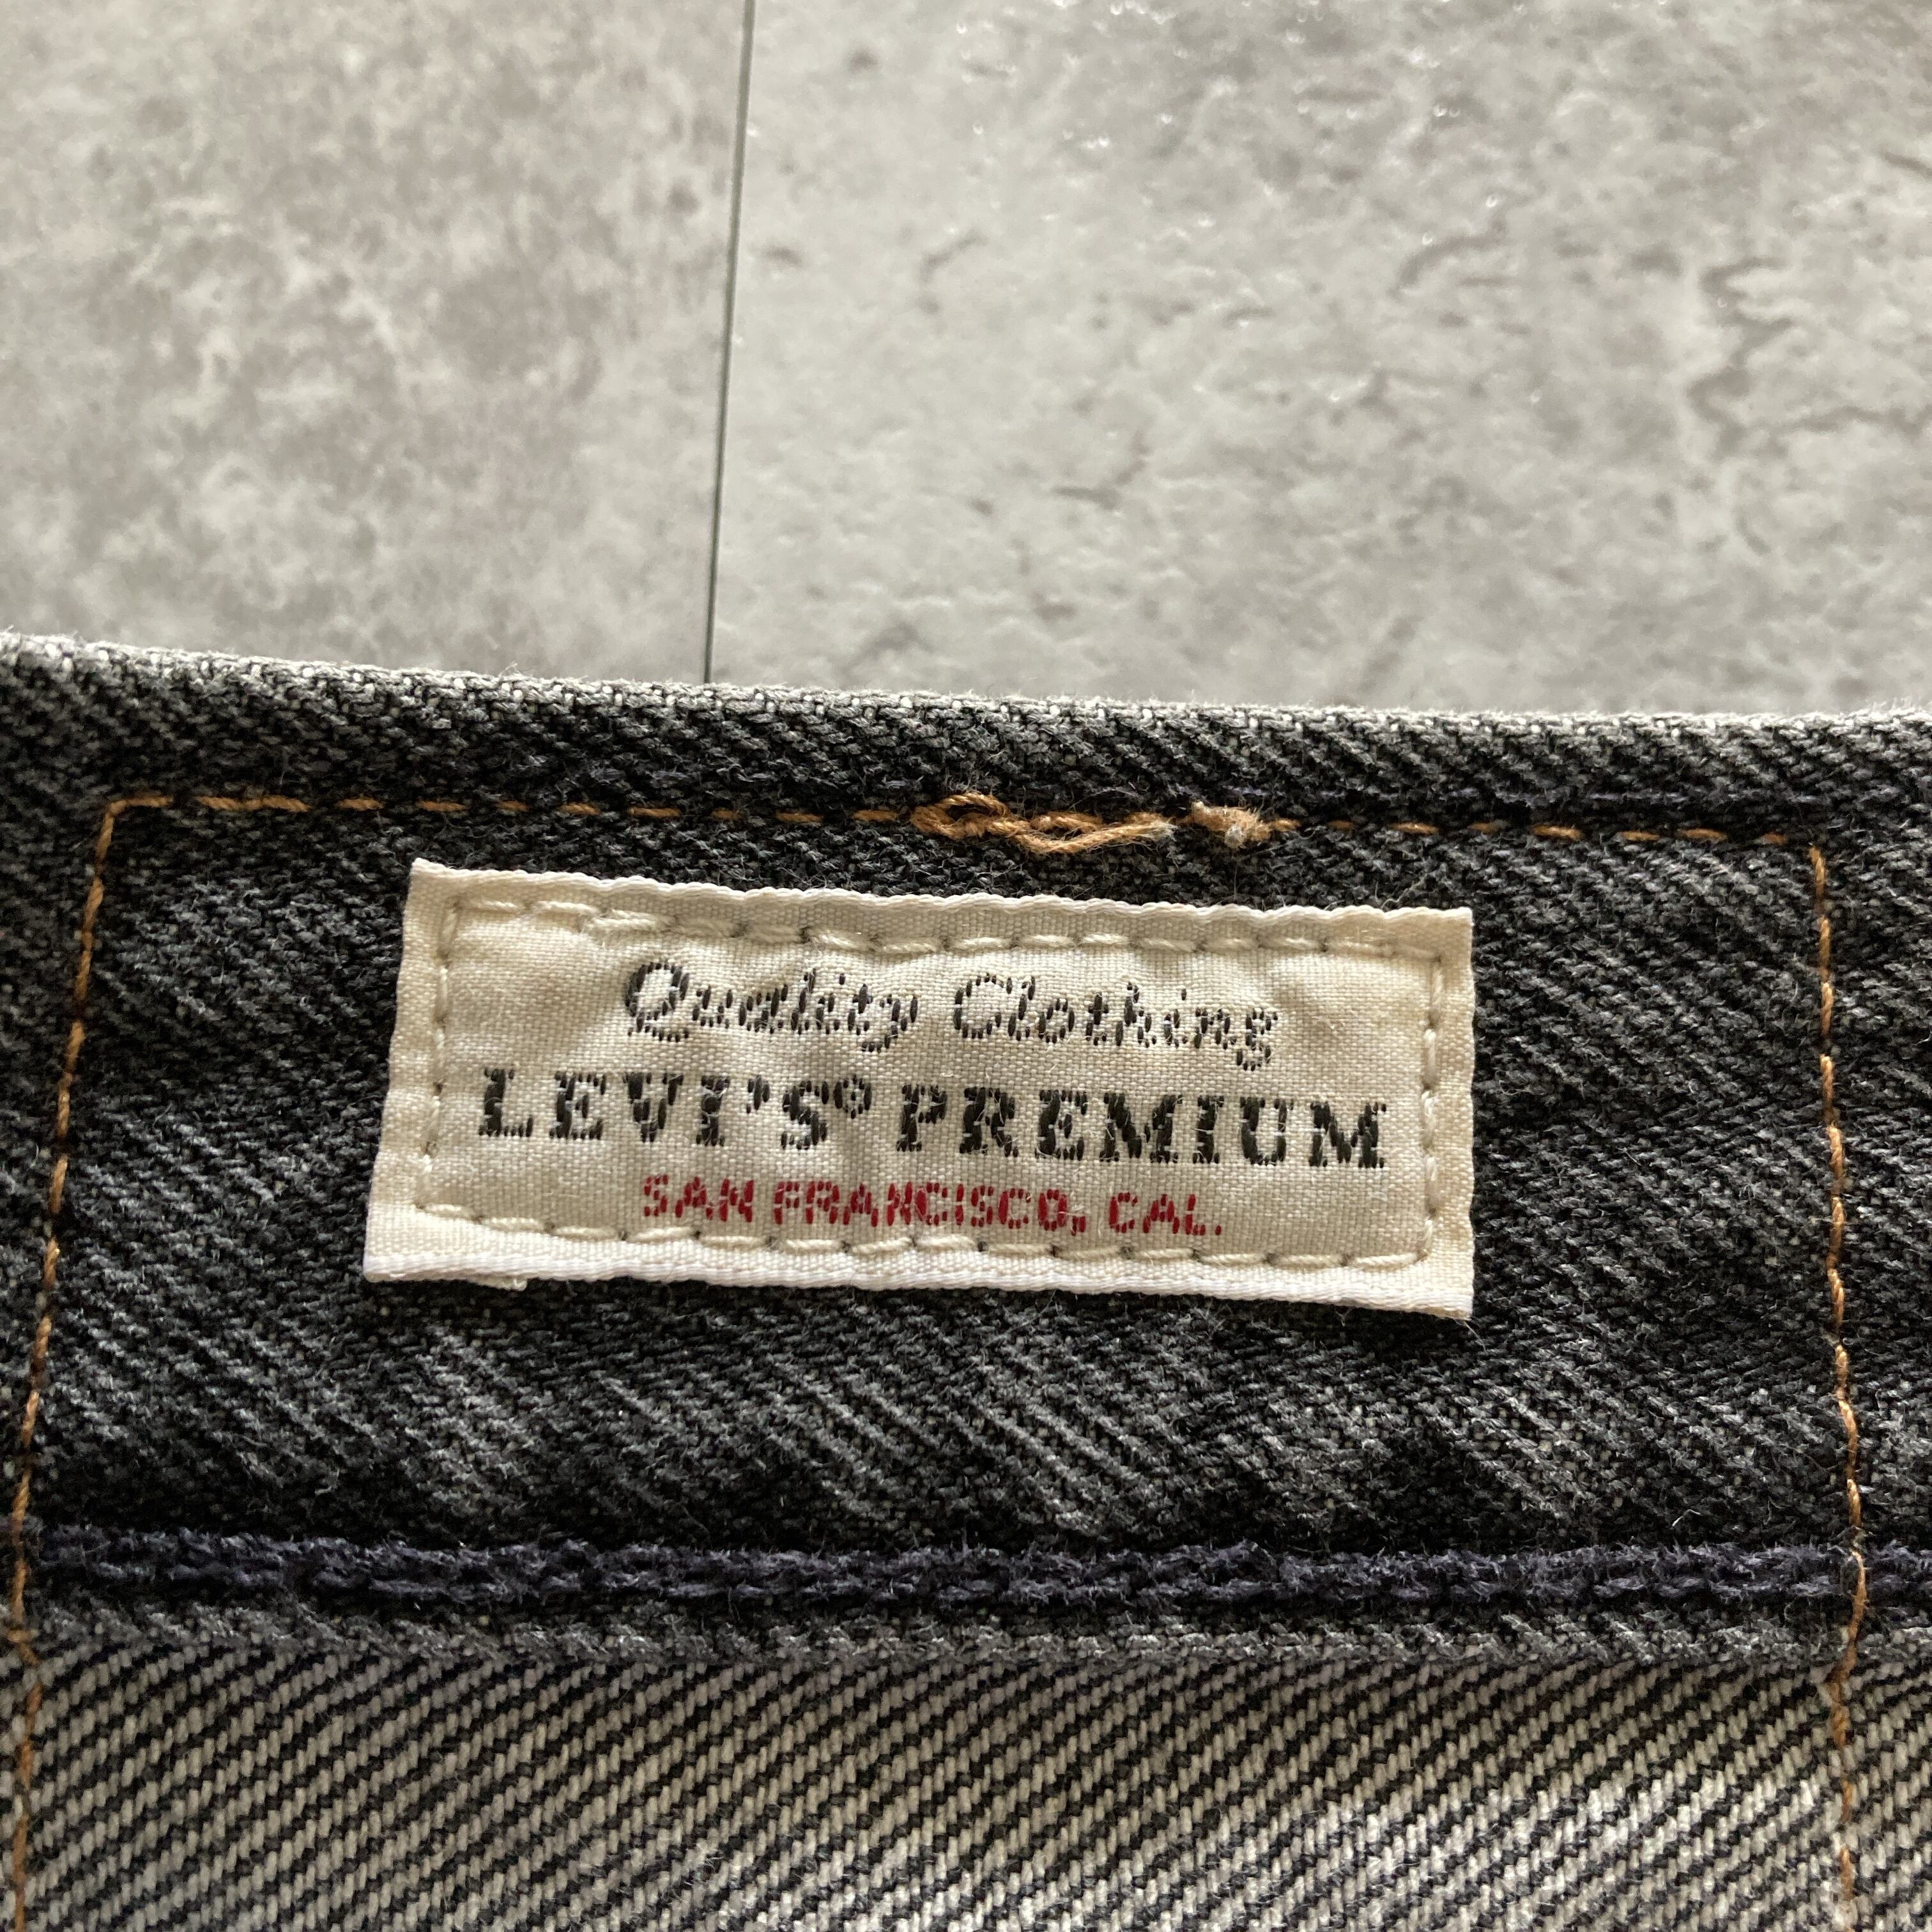 Quality Clothing
LEVI'S® PREMIUM
SAN FRANCISCO, CAL.